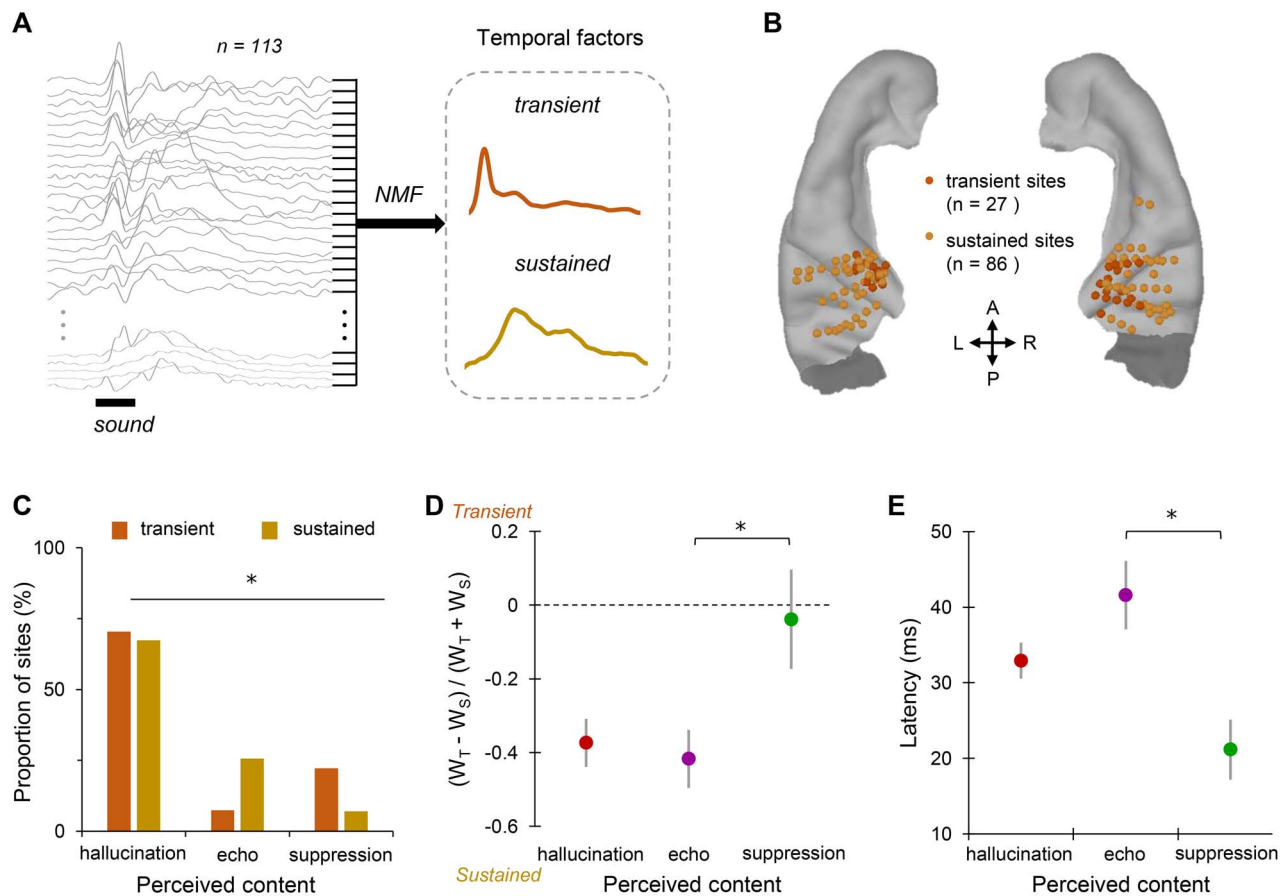 A
n = 113
NMF
sound
Temporal factors
transient
sustained
B
transient sites
(n = 27 )
sustained sites
(n = 86 )
A
L
R
P
C
transient
sustained
Proportion of sites (%)
100
50
0
*
hallucination
echo
suppression
Perceived content
D
Transient
(W_T - W_S) / (W_T + W_S)
0.2
0
-0.2
-0.4
-0.6
*
Sustained
hallucination
echo
suppression
Perceived content
E
Latency (ms)
50
40
30
20
10
*
hallucination
echo
suppression
Perceived content